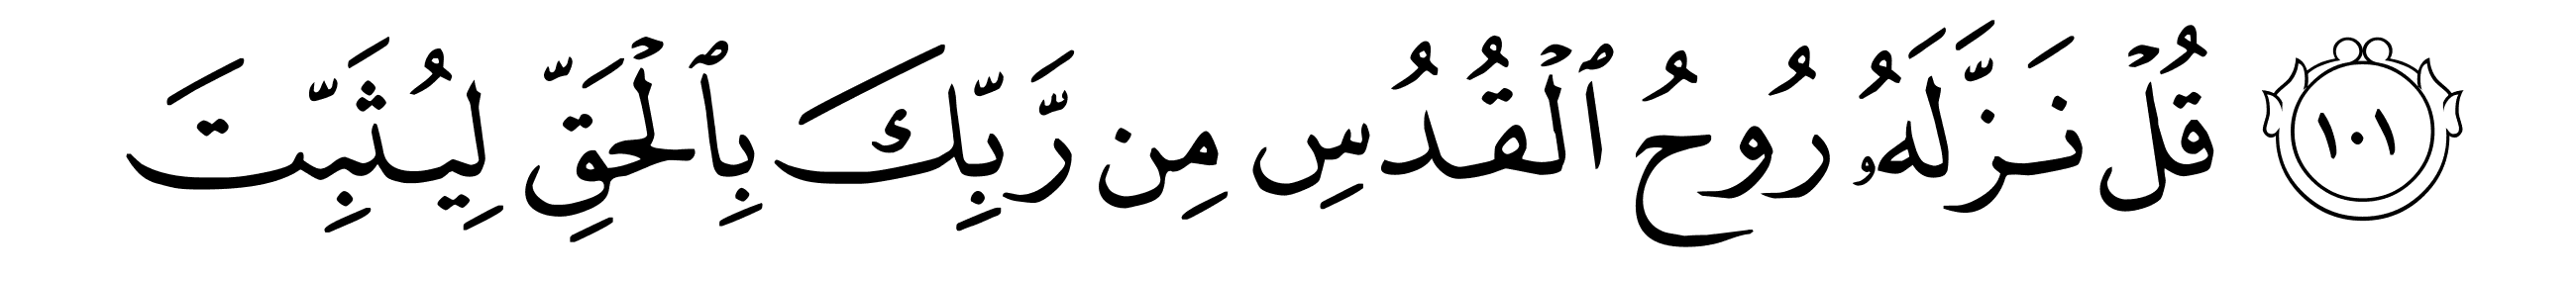 ١٠١ قُلْ نَزَّلَهُۥ رُوحُ ٱلْقُدُسِ مِن رَّبِّكَ بِٱلْحَقِّ لِيُثَبِّتَ